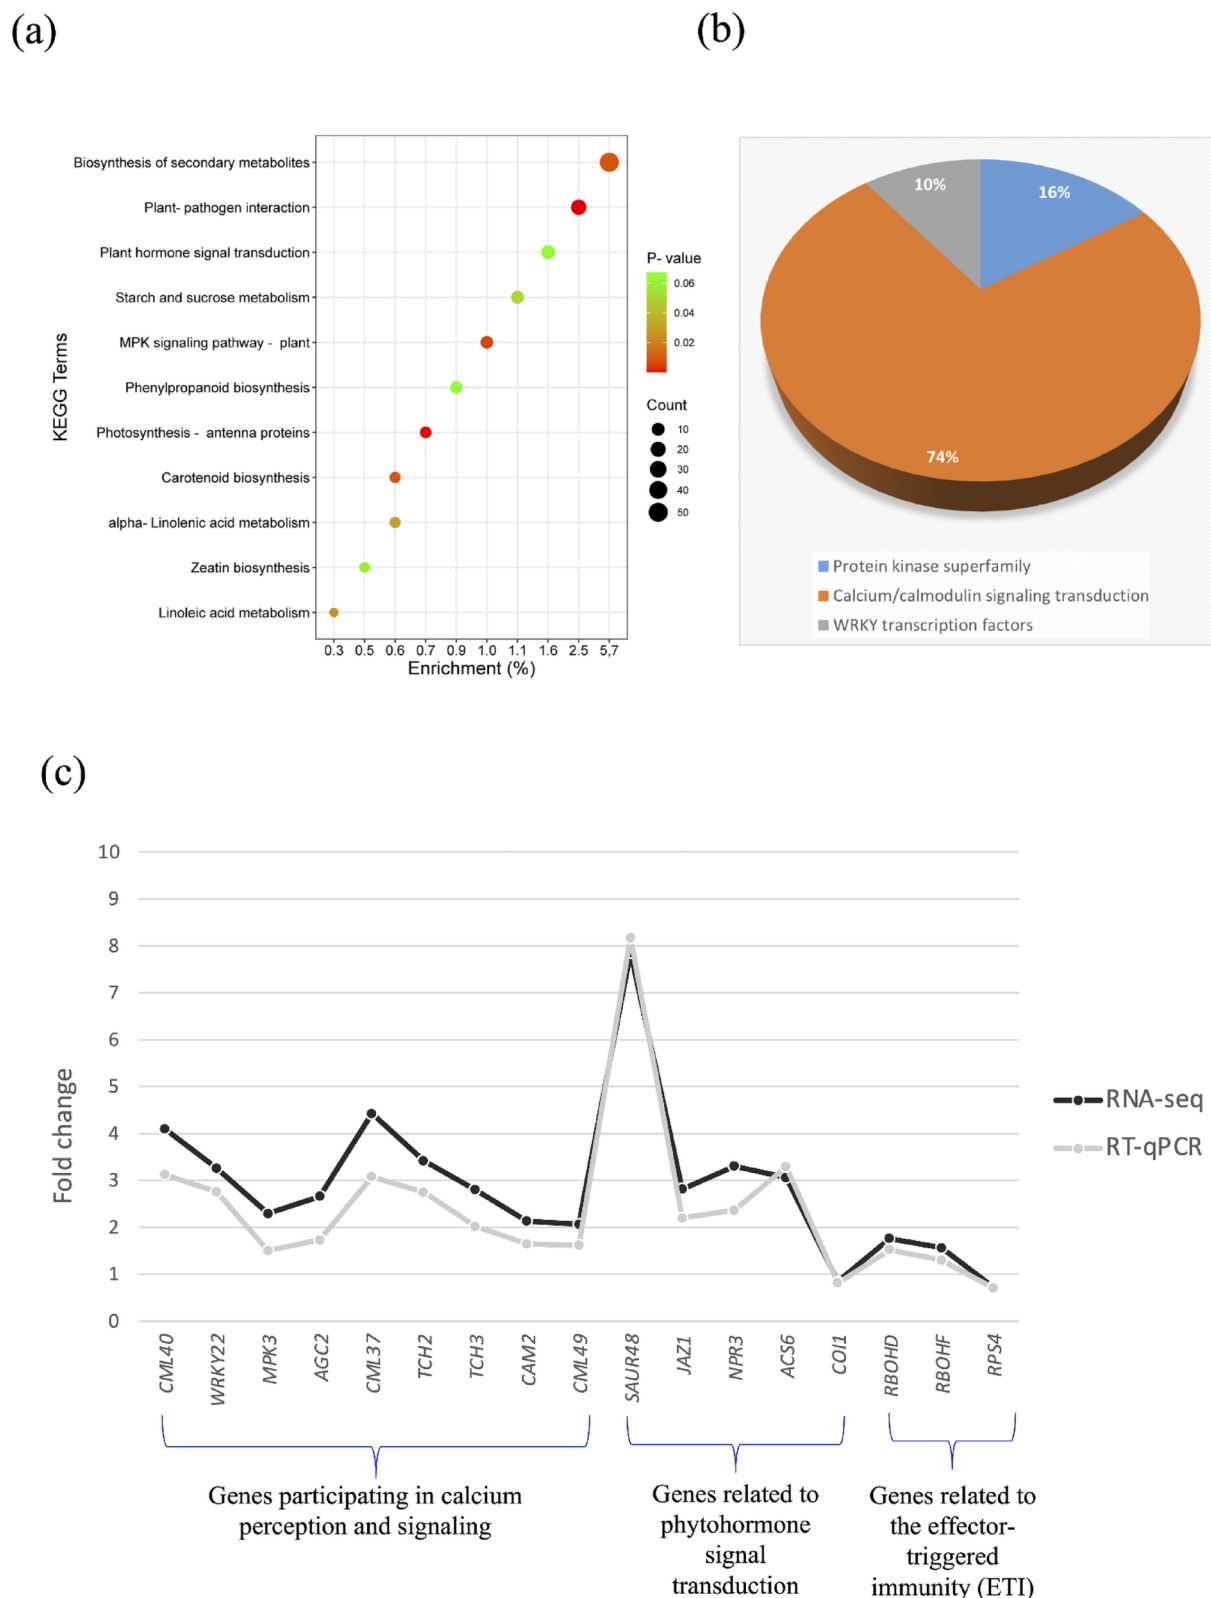 (a)
KEGG Terms
Biosynthesis of secondary metabolites
Plant- pathogen interaction
Plant hormone signal transduction
Starch and sucrose metabolism
MPK signaling pathway - plant
Phenylpropanoid biosynthesis
Photosynthesis - antenna proteins
Carotenoid biosynthesis
alpha- Linolenic acid metabolism
Zeatin biosynthesis
Linoleic acid metabolism
0.3 0.5 0.6 0.7 0.9 1.0 1.1 1.6 2.5 5,7
Enrichment (%)
P- value
0.06
0.04
0.02
Count
10
20
30
40
50
(b)
10%
16%
74%
Protein kinase superfamily
Calcium/calmodulin signaling transduction
WRKY transcription factors
(c)
Fold change
10
9
8
7
6
5
4
3
2
1
0
CML40
WRKY22
MPK3
AGC2
CML37
TCH2
TCH3
CAM2
CML49
SAUR48
JAZ1
NPR3
ACS6
COI1
RBOHD
RBOHF
RPS4
RNA-seq
RT-qPCR
Genes participating in calcium
perception and signaling
Genes related to
phytohormone
signal
transduction
Genes related to
the effector-
triggered
immunity (ETI)